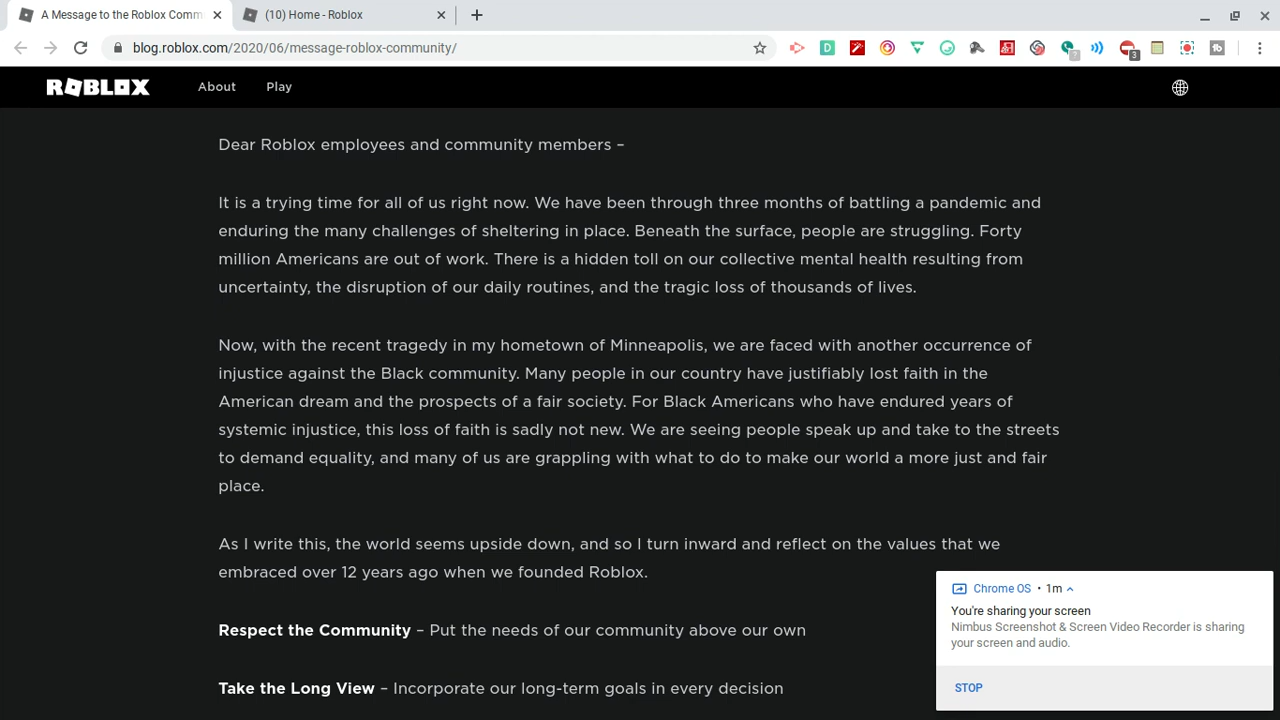 A Message to the Roblox Comm
(10) Home - Roblox
blog.roblox.com/2020/06/message-roblox-community/
D
3
ROBLOX
About
Play
Dear Roblox employees and community members –
It is a trying time for all of us right now. We have been through three months of battling a pandemic and
enduring the many challenges of sheltering in place. Beneath the surface, people are struggling. Forty
million Americans are out of work. There is a hidden toll on our collective mental health resulting from
uncertainty, the disruption of our daily routines, and the tragic loss of thousands of lives.
Now, with the recent tragedy in my hometown of Minneapolis, we are faced with another occurrence of
injustice against the Black community. Many people in our country have justifiably lost faith in the
American dream and the prospects of a fair society. For Black Americans who have endured years of
systemic injustice, this loss of faith is sadly not new. We are seeing people speak up and take to the streets
to demand equality, and many of us are grappling with what to do to make our world a more just and fair
place.
As I write this, the world seems upside down, and so I turn inward and reflect on the values that we
embraced over 12 years ago when we founded Roblox.
Respect the Community – Put the needs of our community above our own
Take the Long View – Incorporate our long-term goals in every decision
Chrome OS • 1m
You're sharing your screen
Nimbus Screenshot & Screen Video Recorder is sharing
your screen and audio.
STOP